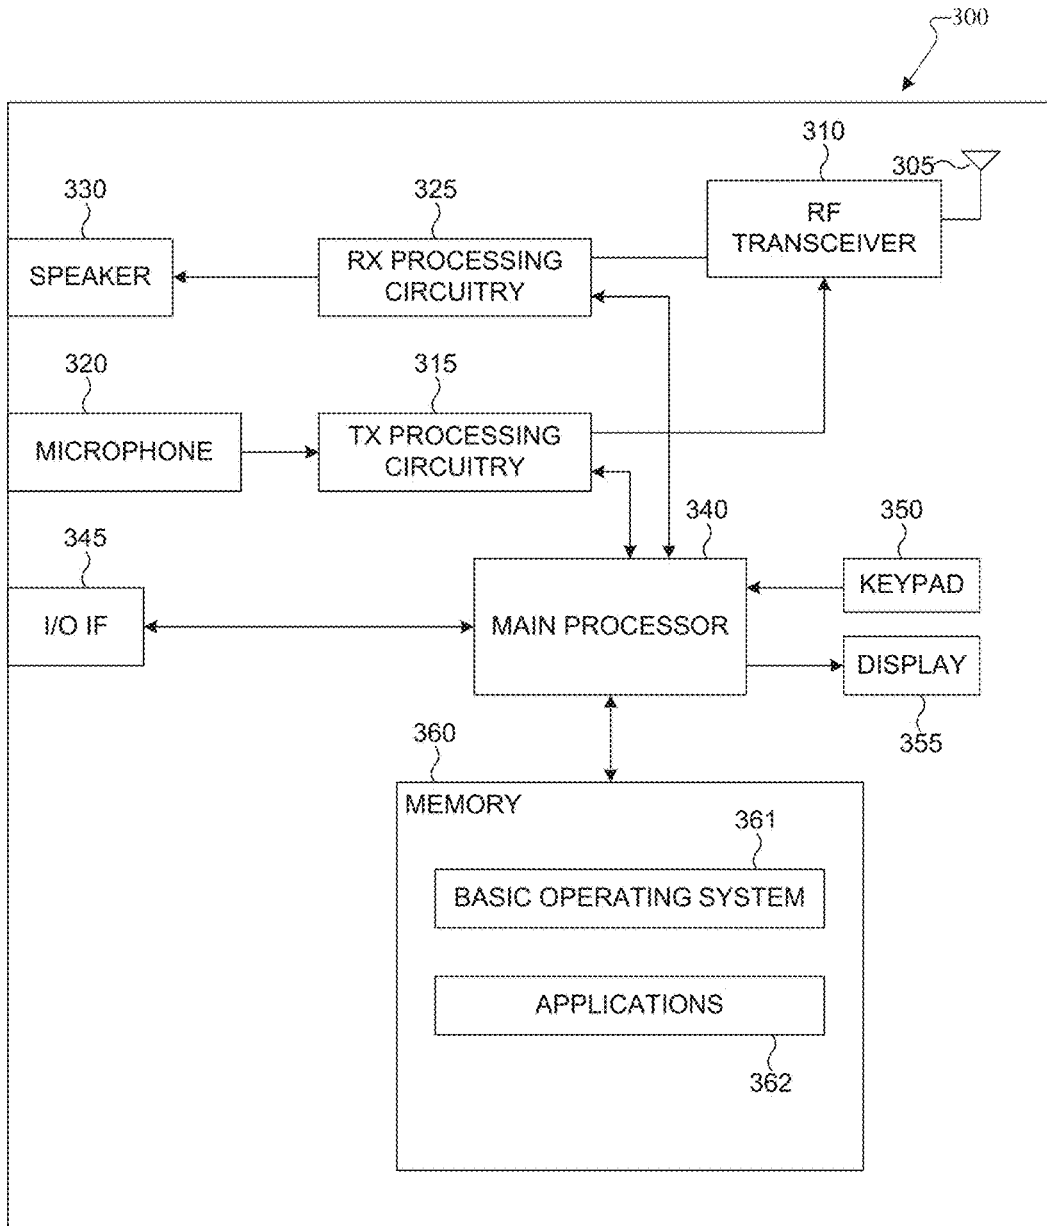 300
310
305
330
325
RF
TRANSCEIVER
SPEAKER
RX PROCESSING
CIRCUITRY
320
315
MICROPHONE
TX PROCESSING
CIRCUITRY
345
340
350
I/O IF
MAIN PROCESSOR
KEYPAD
DISPLAY
355
360
MEMORY
361
BASIC OPERATING SYSTEM
APPLICATIONS
362